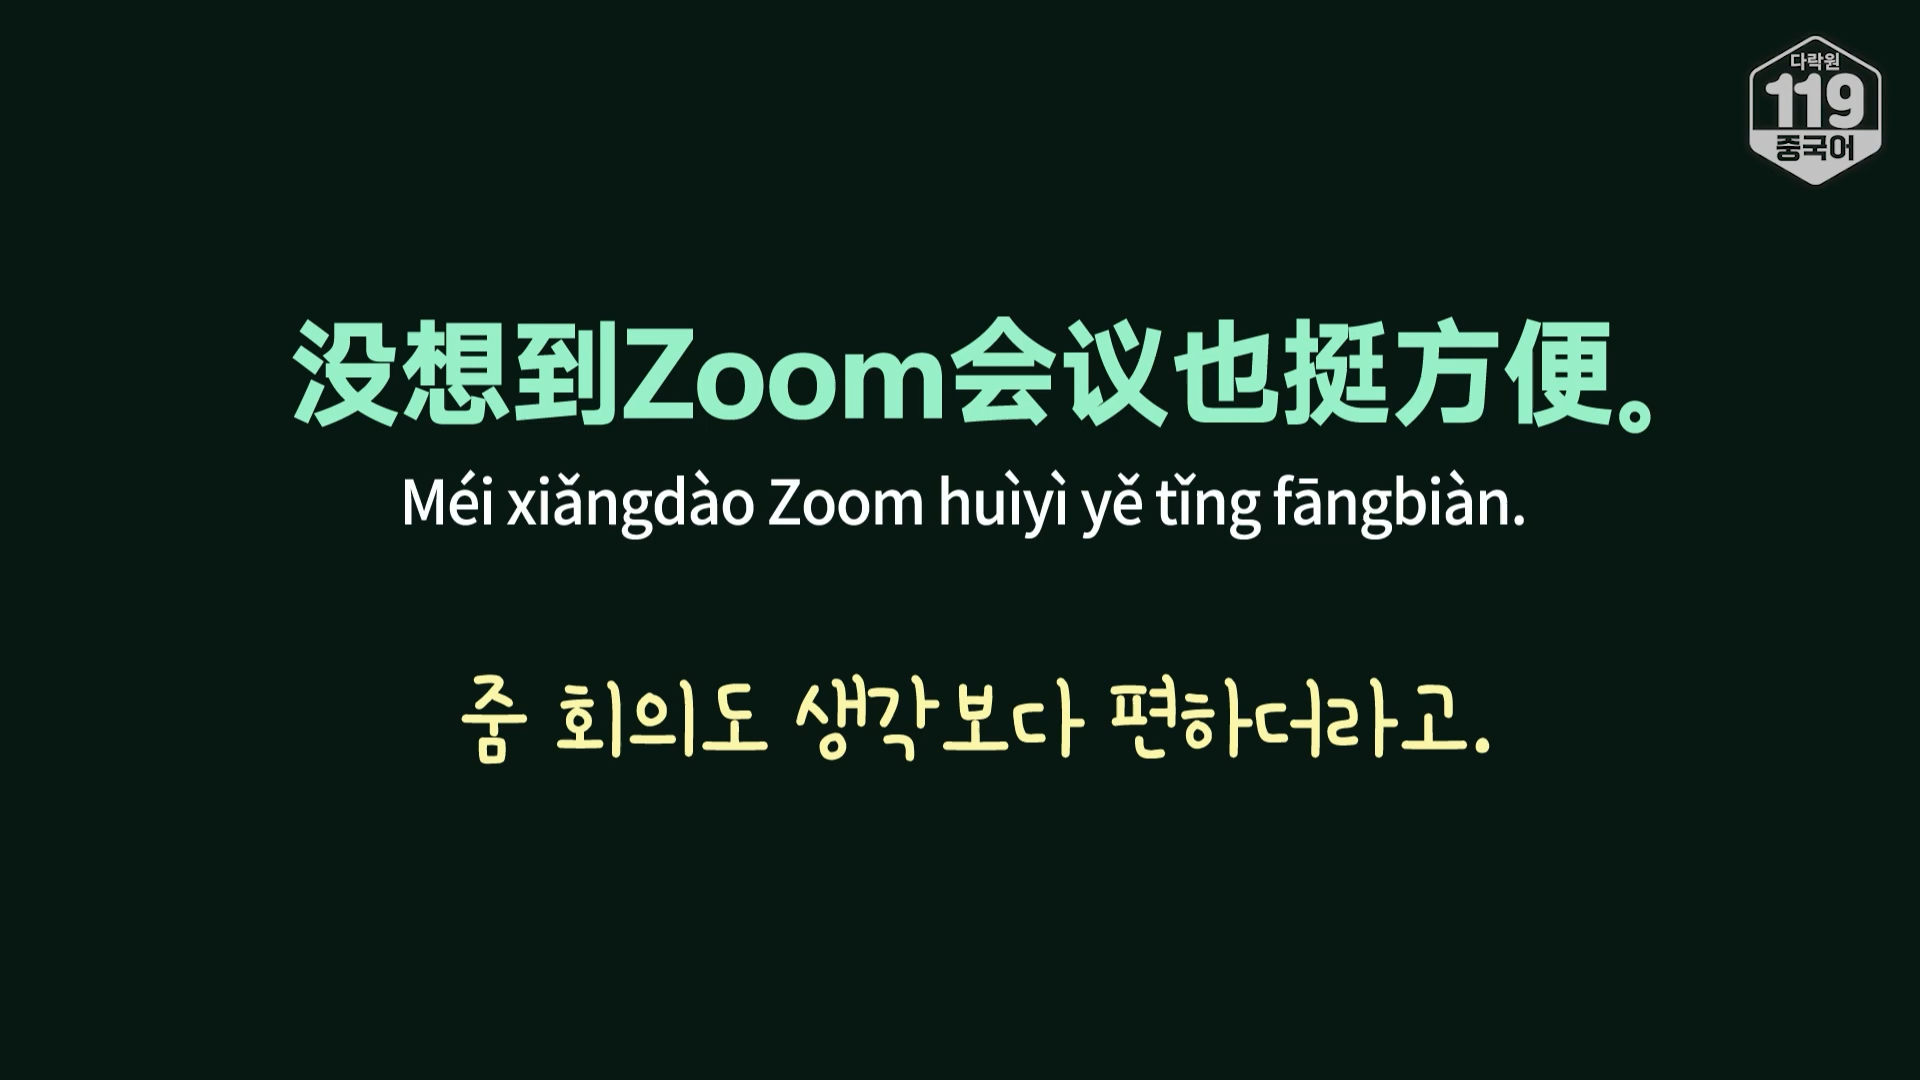 다락원
119
중국어
没想到Zoom会议也挺方便。
Méi xiǎngdào Zoom huìyì yě tǐng fāngbiàn.
줌 회의도 생각보다 편하더라고.